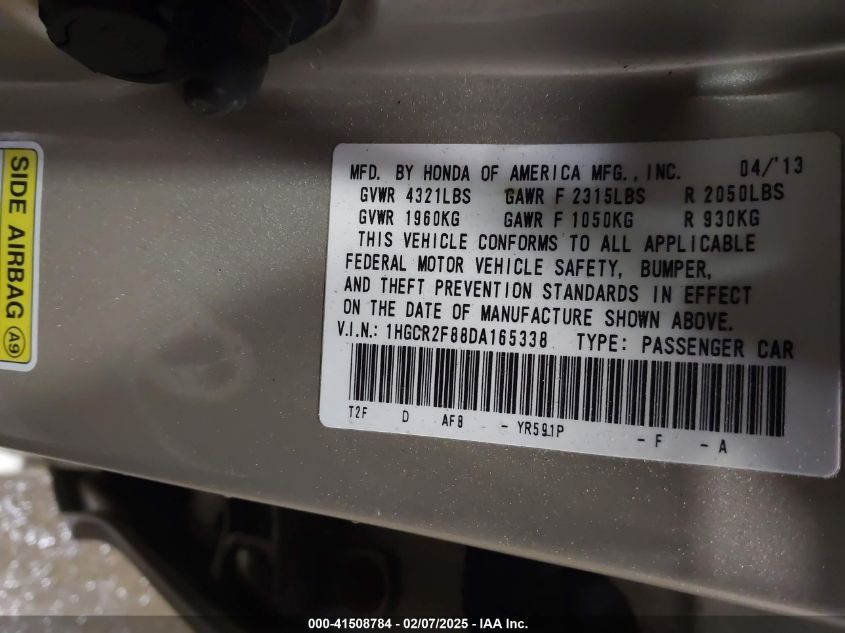 SIDE AIRBAG A9
MFD. BY HONDA OF AMERICA MFG., INC. 04/'13
GVWR 4321LBS GAWR F 2315LBS R 2050LBS
GVWR 1960KG GAWR F 1050KG R 930KG
THIS VEHICLE CONFORMS TO ALL APPLICABLE
FEDERAL MOTOR VEHICLE SAFETY, BUMPER,
AND THEFT PREVENTION STANDARDS IN EFFECT
ON THE DATE OF MANUFACTURE SHOWN ABOVE.
V.I.N.: 1HGCR2F88DA165338 TYPE: PASSENGER CAR
T2F D AF8 - YR591P - F - A
000-41508784 - 02/07/2025 - IAA Inc.